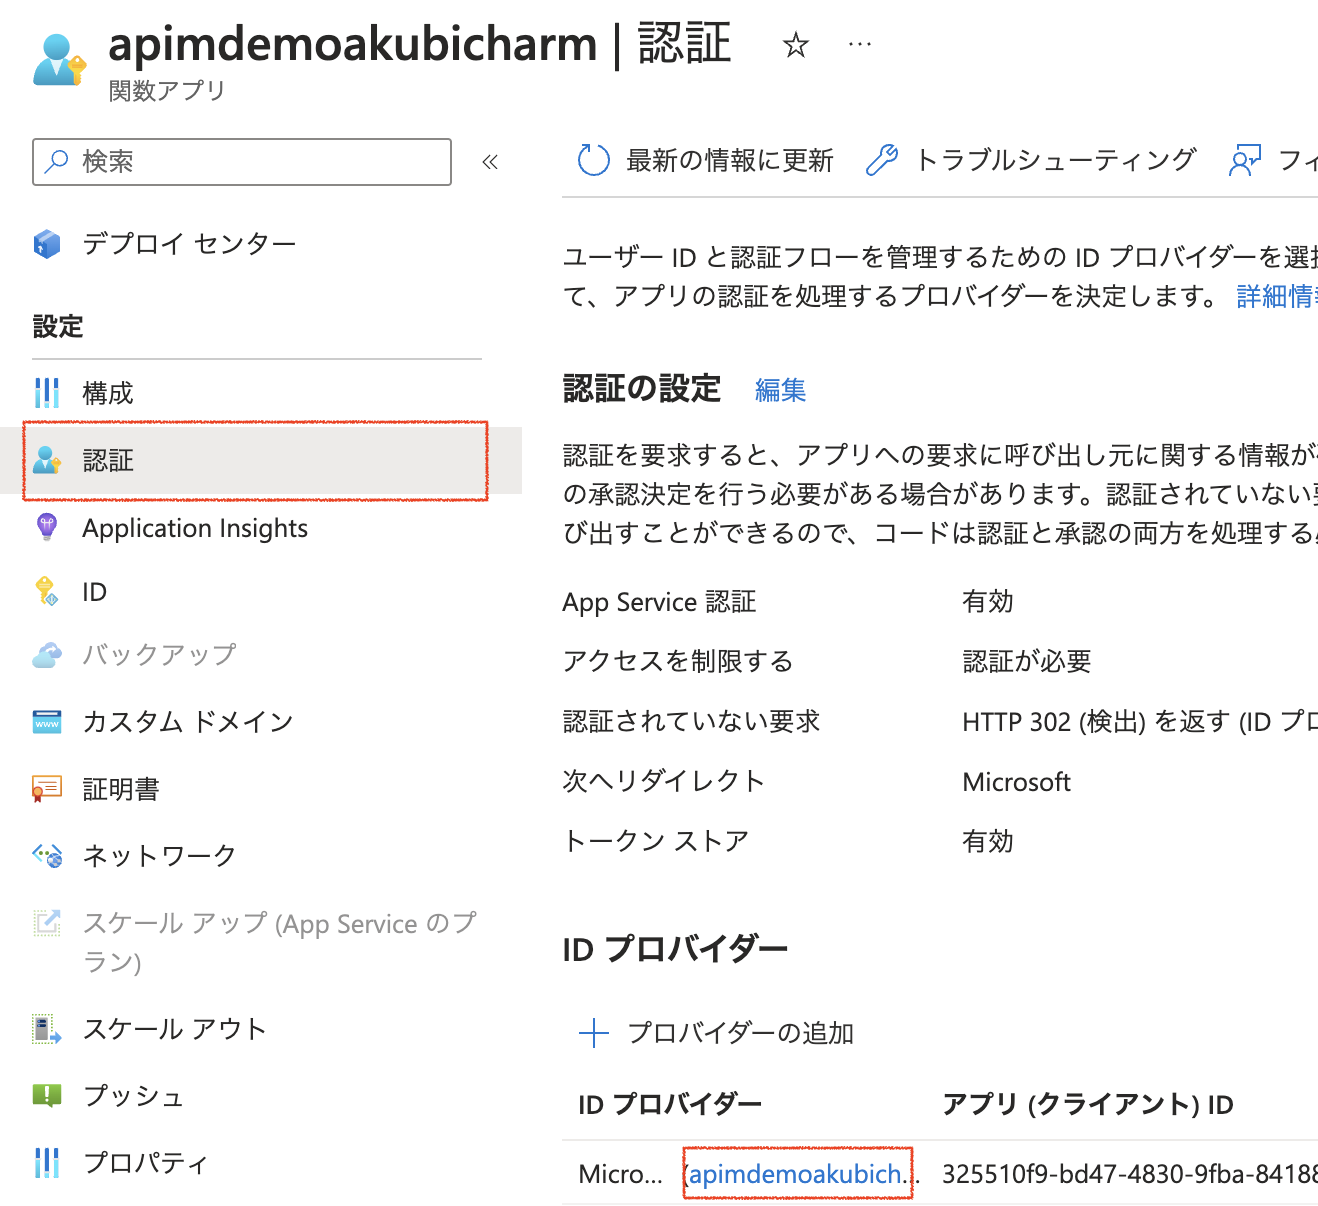 apimdemoakubicharm | 認証
関数アプリ
検索
デプロイ センター
設定
構成
認証
Application Insights
ID
バックアップ
カスタム ドメイン
証明書
ネットワーク
スケール アップ (App Service のプ
ラン)
スケール アウト
プッシュ
プロパティ
最新の情報に更新 トラブルシューティング フィ
ユーザー ID と認証フローを管理するための ID プロバイダーを選
て、アプリの認証を処理するプロバイダーを決定します。 詳細情
認証の設定 編集
認証を要求すると、アプリへの要求に呼び出し元に関する情報が
の承認決定を行う必要がある場合があります。認証されていない
び出すことができるので、コードは認証と承認の両方を処理する
App Service 認証 有効
アクセスを制限する 認証が必要
認証されていない要求 HTTP 302 (検出) を返す (ID プロ
次へリダイレクト Microsoft
トークン ストア 有効
ID プロバイダー
プロバイダーの追加
ID プロバイダー アプリ (クライアント) ID
Micro... (apimdemoakubich... 325510f9-bd47-4830-9fba-8418